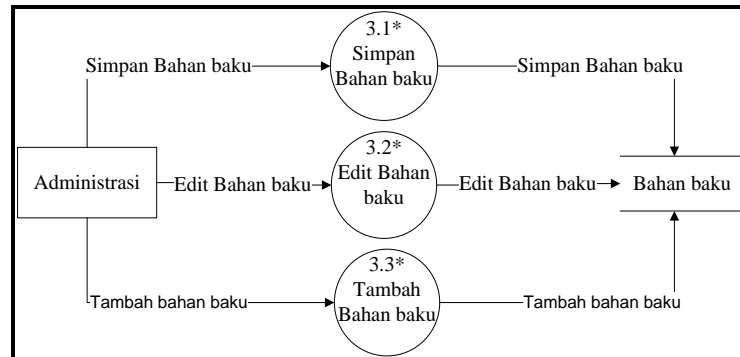 3.1*
Simpan
Bahan baku
Simpan Bahan baku
Simpan Bahan baku
3.2*
Edit Bahan
baku
Administrasi
Edit Bahan baku
Edit Bahan baku
Bahan baku
3.3*
Tambah
Bahan baku
Tambah bahan baku
Tambah bahan baku